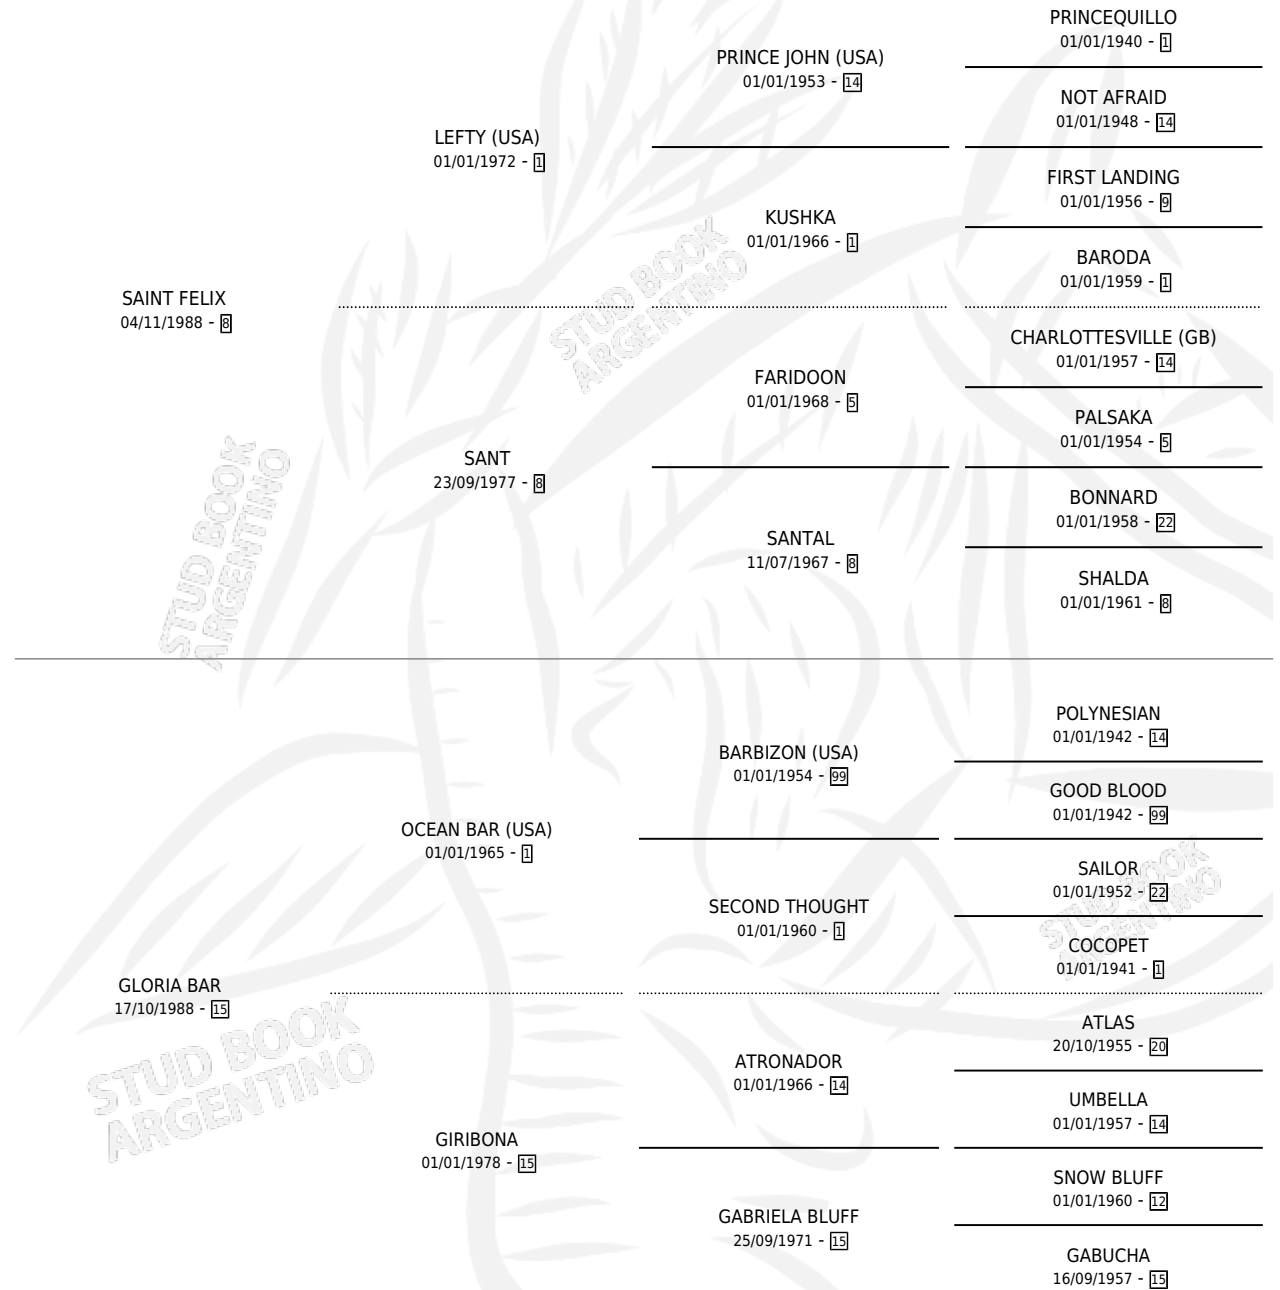 PRINCEQUILLO
01/01/1940 - 1
PRINCE JOHN (USA)
01/01/1953 - 14
NOT AFRAID
01/01/1948 - 14
LEFTY (USA)
01/01/1972 - 1
FIRST LANDING
01/01/1956 - 9
KUSHKA
01/01/1966 - 1
BARODA
01/01/1959 - 1
SAINT FELIX
04/11/1988 - 8
CHARLOTTESVILLE (GB)
01/01/1957 - 14
FARIDOON
01/01/1968 - 5
PALSAKA
01/01/1954 - 5
SANT
23/09/1977 - 8
BONNARD
01/01/1958 - 22
SANTAL
11/07/1967 - 8
SHALDA
01/01/1961 - 8
STUD BOOK
ARGENTINO
STUD BOOK
ARGENTINO
POLYNESIAN
01/01/1942 - 14
BARBIZON (USA)
01/01/1954 - 99
GOOD BLOOD
01/01/1942 - 99
OCEAN BAR (USA)
01/01/1965 - 1
SAILOR
01/01/1952 - 22
SECOND THOUGHT
01/01/1960 - 1
COCOPET
01/01/1941 - 1
STUD BOOK
ARGENTINO
GLORIA BAR
17/10/1988 - 15
ATLAS
20/10/1955 - 20
ATRONADOR
01/01/1966 - 14
UMBELLA
01/01/1957 - 14
STUD BOOK
ARGENTINO
GIRIBONA
01/01/1978 - 15
SNOW BLUFF
01/01/1960 - 12
GABRIELA BLUFF
25/09/1971 - 15
GABUCHA
16/09/1957 - 15